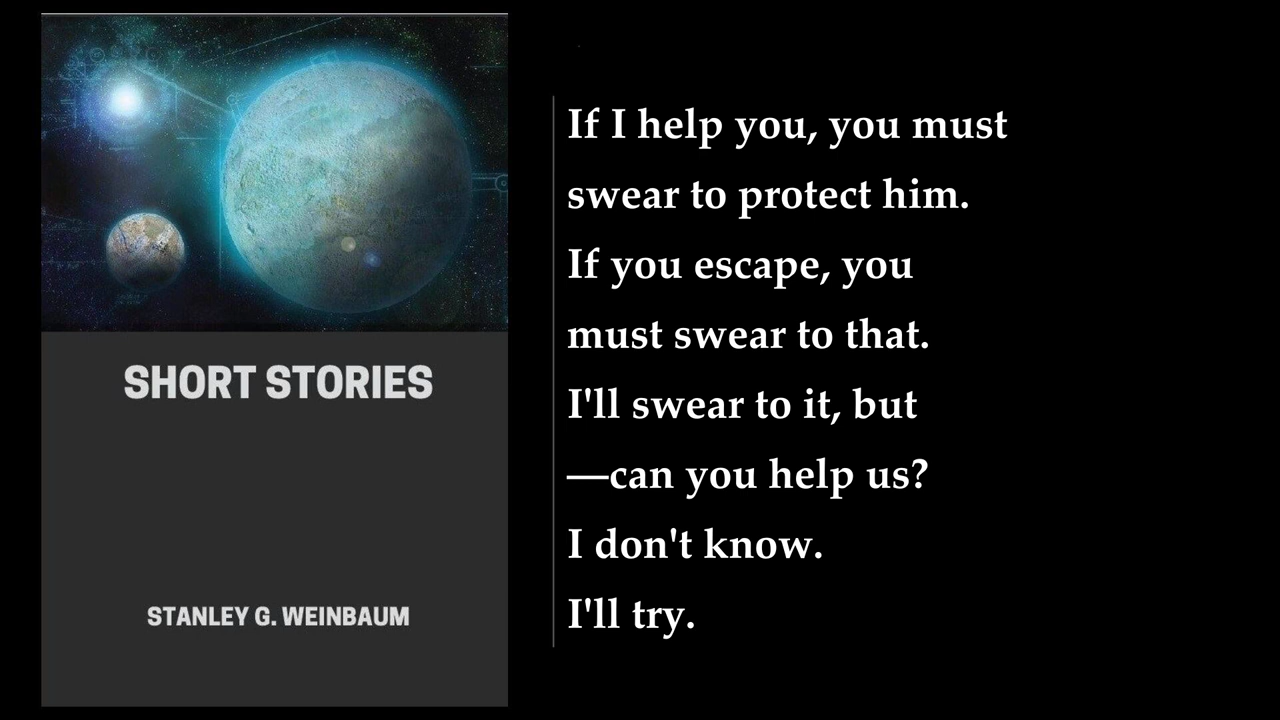 SHORT STORIES
STANLEY G. WEINBAUM
If I help you, you must
swear to protect him.
If you escape, you
must swear to that.
I'll swear to it, but
—can you help us?
I don't know.
I'll try.